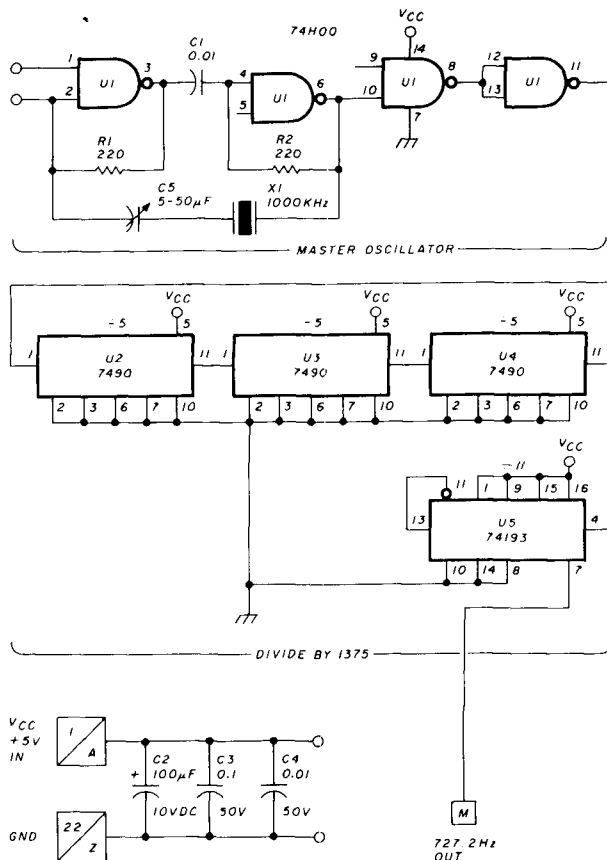 74H00
VCC
C1
0.01
1
2
3
U1
4
5
6
U1
9
10
14
8
U1
7
12
13
11
U1
R1
220
R2
220
C5
5-50µF
X1
1000KHz
MASTER OSCILLATOR
VCC
-5
5
1
U2
7490
11
2 3 6 7 10
VCC
-5
5
1
U3
7490
11
2 3 6 7 10
VCC
-5
5
1
U4
7490
11
2 3 6 7 10
VCC
-11
11
1 9 15 16
13
U5
74193
4
10 14 8 7
DIVIDE BY 1375
VCC
+5V
IN
1
A
C2
100µF
+
10VDC
C3
0.1
50V
C4
0.01
50V
GND
22
Z
M
727.2Hz
OUT